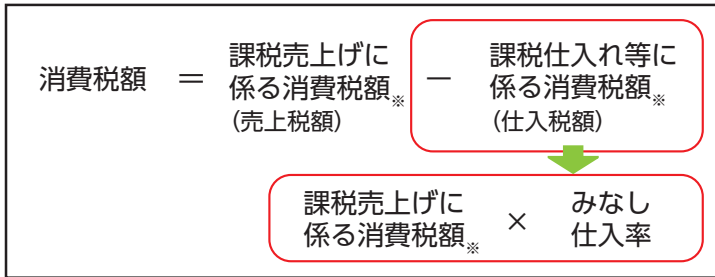 消費税額 ＝ 課税売上げに係る消費税額※（売上税額） － 課税仕入れ等に係る消費税額※（仕入税額）
課税売上げに係る消費税額※ × みなし仕入率